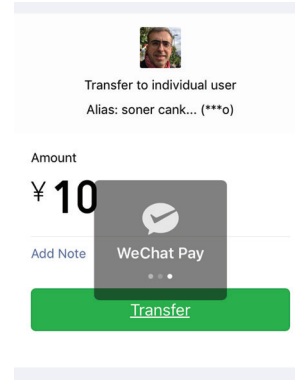 Transfer to individual user
Alias: soner cank... (***o)
Amount
¥ 10
Add Note
WeChat Pay
Transfer